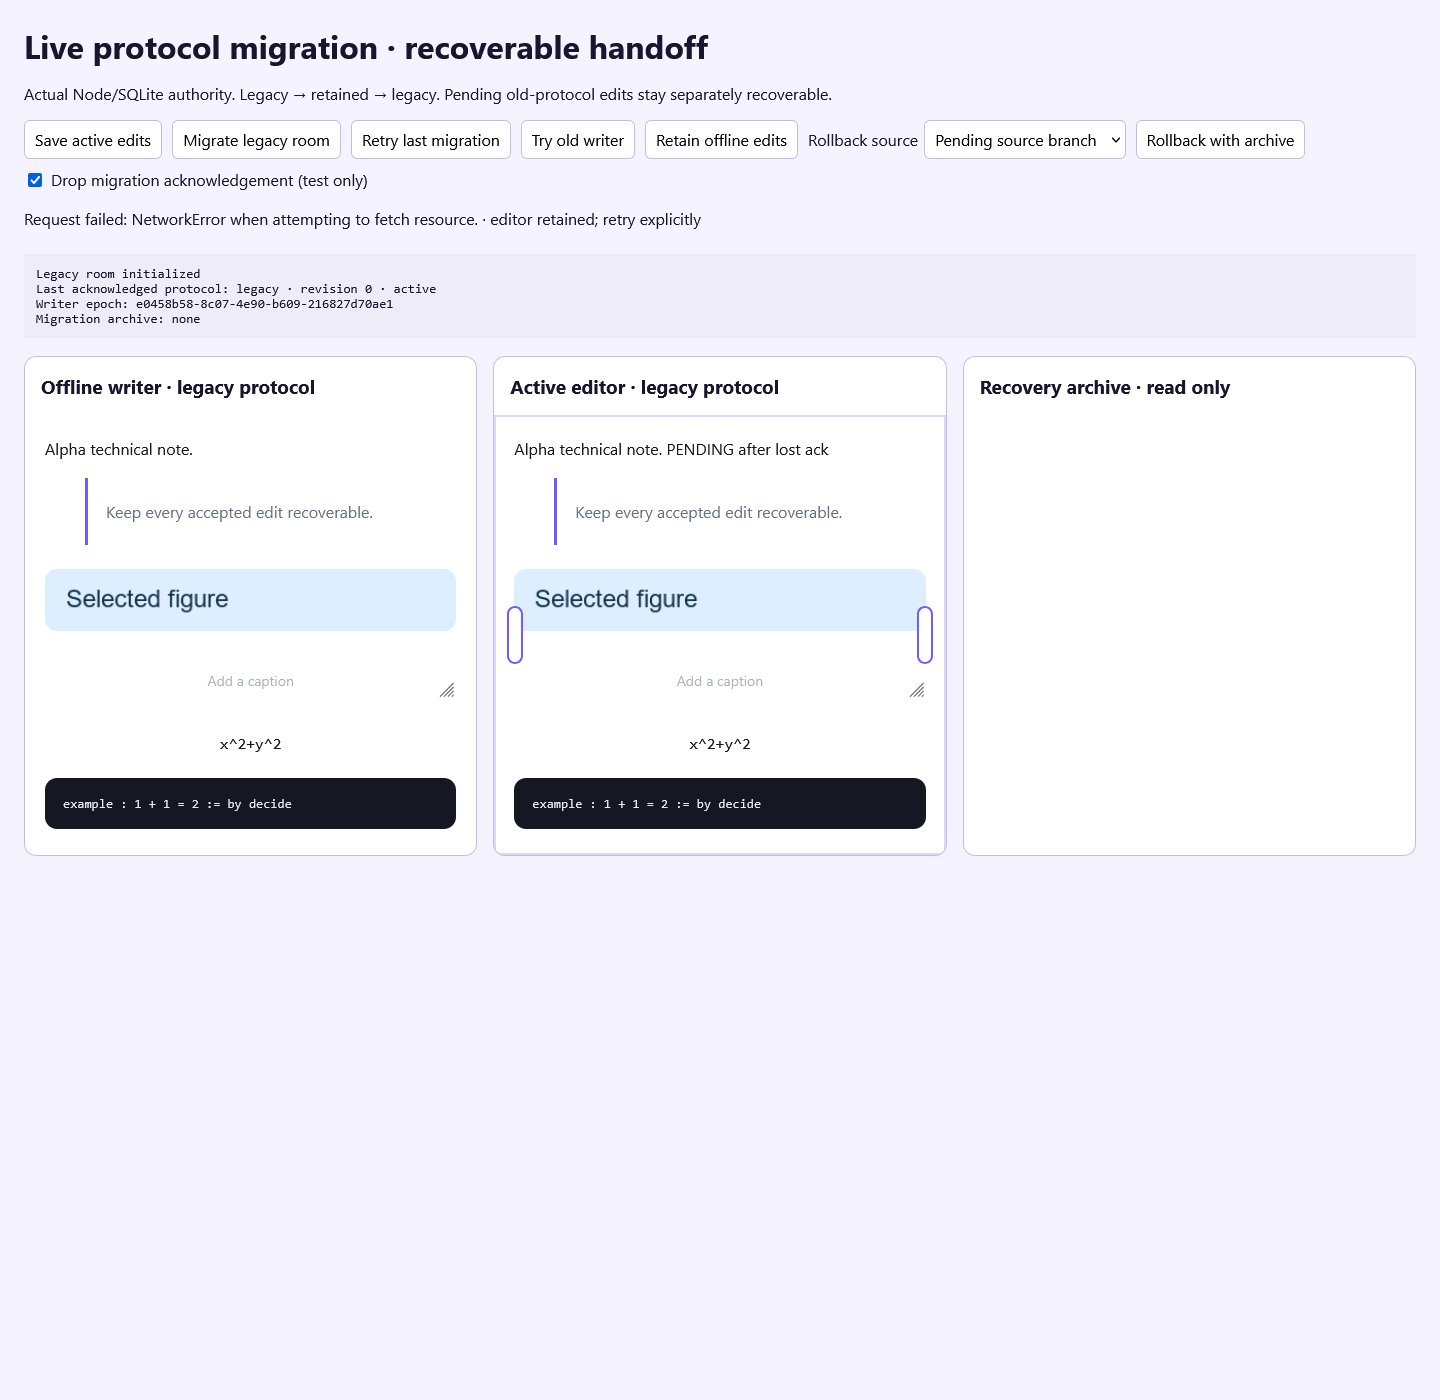 Live protocol migration · recoverable handoff
Actual Node/SQLite authority. Legacy → retained → legacy. Pending old-protocol edits stay separately recoverable.
Save active edits
Migrate legacy room
Retry last migration
Try old writer
Retain offline edits
Rollback source
Pending source branch
Rollback with archive
Drop migration acknowledgement (test only)
Request failed: NetworkError when attempting to fetch resource. · editor retained; retry explicitly
Legacy room initialized
Last acknowledged protocol: legacy · revision 0 · active
Writer epoch: e0458b58-8c07-4e90-b609-216827d70ae1
Migration archive: none
Offline writer · legacy protocol
Alpha technical note.
Keep every accepted edit recoverable.
Selected figure
Add a caption
x^2+y^2
example : 1 + 1 = 2 := by decide
Active editor · legacy protocol
Alpha technical note. PENDING after lost ack
Keep every accepted edit recoverable.
Selected figure
Add a caption
x^2+y^2
example : 1 + 1 = 2 := by decide
Recovery archive · read only